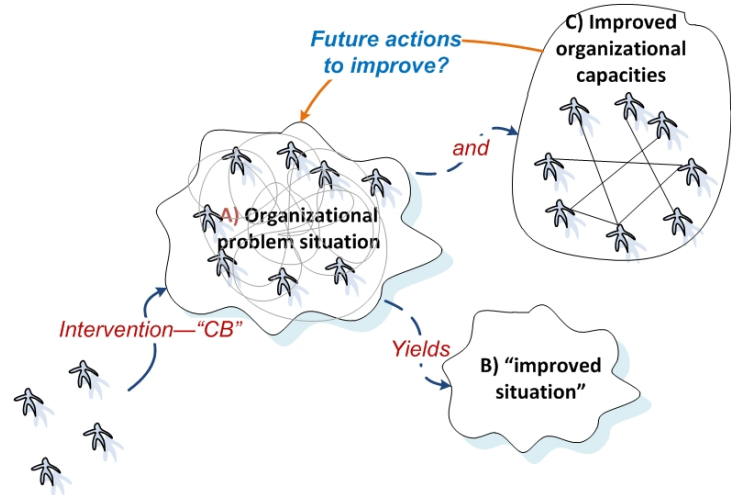 Future actions
to improve?
C) Improved
organizational
capacities
and
A) Organizational
problem situation
Intervention—“CB”
Yields
B) “improved
situation”